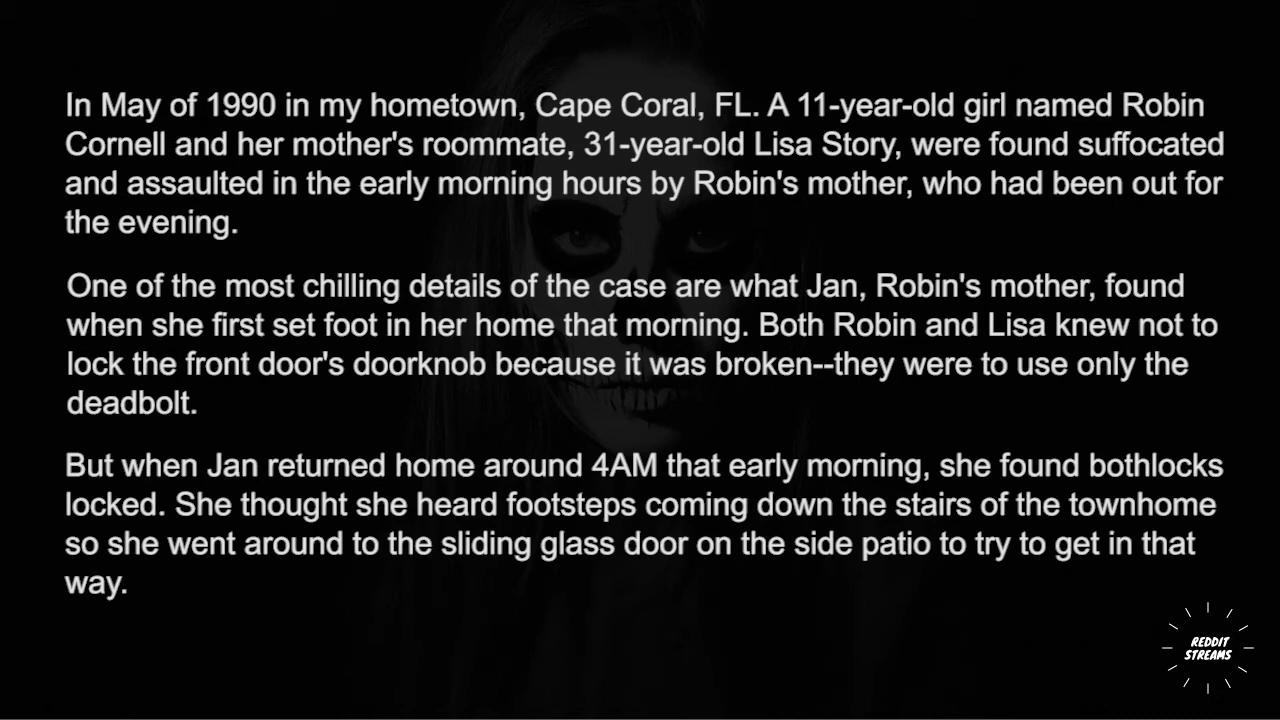 In May of 1990 in my hometown, Cape Coral, FL. A 11-year-old girl named Robin
Cornell and her mother's roommate, 31-year-old Lisa Story, were found suffocated
and assaulted in the early morning hours by Robin's mother, who had been out for
the evening.
One of the most chilling details of the case are what Jan, Robin's mother, found
when she first set foot in her home that morning. Both Robin and Lisa knew not to
lock the front door's doorknob because it was broken--they were to use only the
deadbolt.
But when Jan returned home around 4AM that early morning, she found bothlocks
locked. She thought she heard footsteps coming down the stairs of the townhome
so she went around to the sliding glass door on the side patio to try to get in that
way.
REDDIT
STREAMS